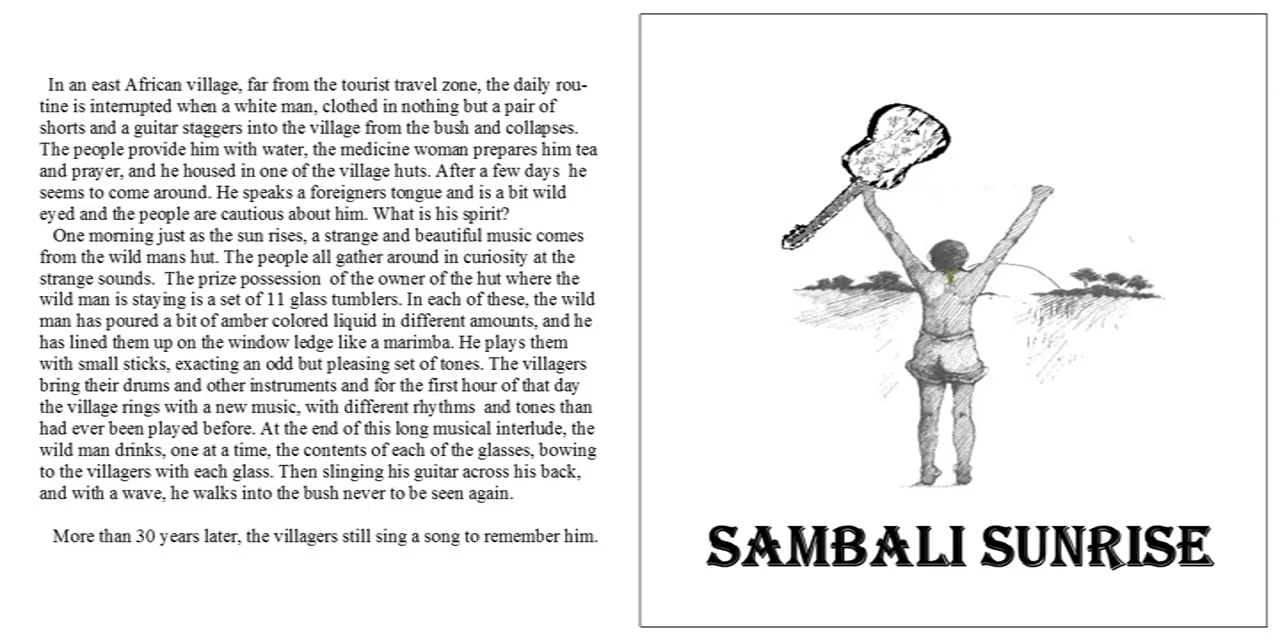 In an east African village, far from the tourist travel zone, the daily rou-
tine is interrupted when a white man, clothed in nothing but a pair of
shorts and a guitar staggers into the village from the bush and collapses.
The people provide him with water, the medicine woman prepares him tea
and prayer, and he housed in one of the village huts. After a few days he
seems to come around. He speaks a foreigners tongue and is a bit wild
eyed and the people are cautious about him. What is his spirit?
One morning just as the sun rises, a strange and beautiful music comes
from the wild mans hut. The people all gather around in curiosity at the
strange sounds. The prize possession of the owner of the hut where the
wild man is staying is a set of 11 glass tumblers. In each of these, the wild
man has poured a bit of amber colored liquid in different amounts, and he
has lined them up on the window ledge like a marimba. He plays them
with small sticks, exacting an odd but pleasing set of tones. The villagers
bring their drums and other instruments and for the first hour of that day
the village rings with a new music, with different rhythms and tones than
had ever been played before. At the end of this long musical interlude, the
wild man drinks, one at a time, the contents of each of the glasses, bowing
to the villagers with each glass. Then slinging his guitar across his back,
and with a wave, he walks into the bush never to be seen again.
More than 30 years later, the villagers still sing a song to remember him.
SAMBALI SUNRISE